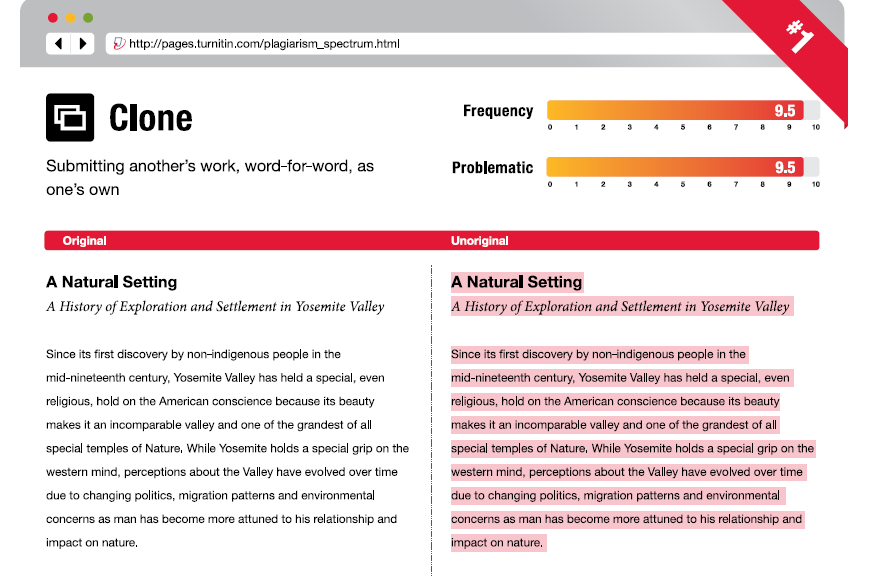 #1
http://pages.turnitin.com/plagiarism_spectrum.html
Clone
Submitting another's work, word-for-word, as
one's own
Frequency
9.5
0 1 2 3 4 5 6 7 8 9 10
Problematic
9.5
0 1 2 3 4 5 6 7 8 9 10
Original
Unoriginal
A Natural Setting
A History of Exploration and Settlement in Yosemite Valley
Since its first discovery by non-indigenous people in the
mid-nineteenth century, Yosemite Valley has held a special, even
religious, hold on the American conscience because its beauty
makes it an incomparable valley and one of the grandest of all
special temples of Nature. While Yosemite holds a special grip on the
western mind, perceptions about the Valley have evolved over time
due to changing politics, migration patterns and environmental
concerns as man has become more attuned to his relationship and
impact on nature.
A Natural Setting
A History of Exploration and Settlement in Yosemite Valley
Since its first discovery by non-indigenous people in the
mid-nineteenth century, Yosemite Valley has held a special, even
religious, hold on the American conscience because its beauty
makes it an incomparable valley and one of the grandest of all
special temples of Nature. While Yosemite holds a special grip on the
western mind, perceptions about the Valley have evolved over time
due to changing politics, migration patterns and environmental
concerns as man has become more attuned to his relationship and
impact on nature.